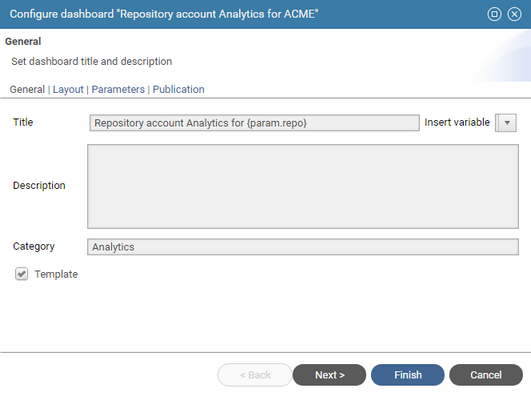 Configure dashboard "Repository account Analytics for ACME"
General
Set dashboard title and description
General | Layout | Parameters | Publication
Title Repository account Analytics for {param.repo} Insert variable
Description
Category Analytics
Template
< Back Next > Finish Cancel